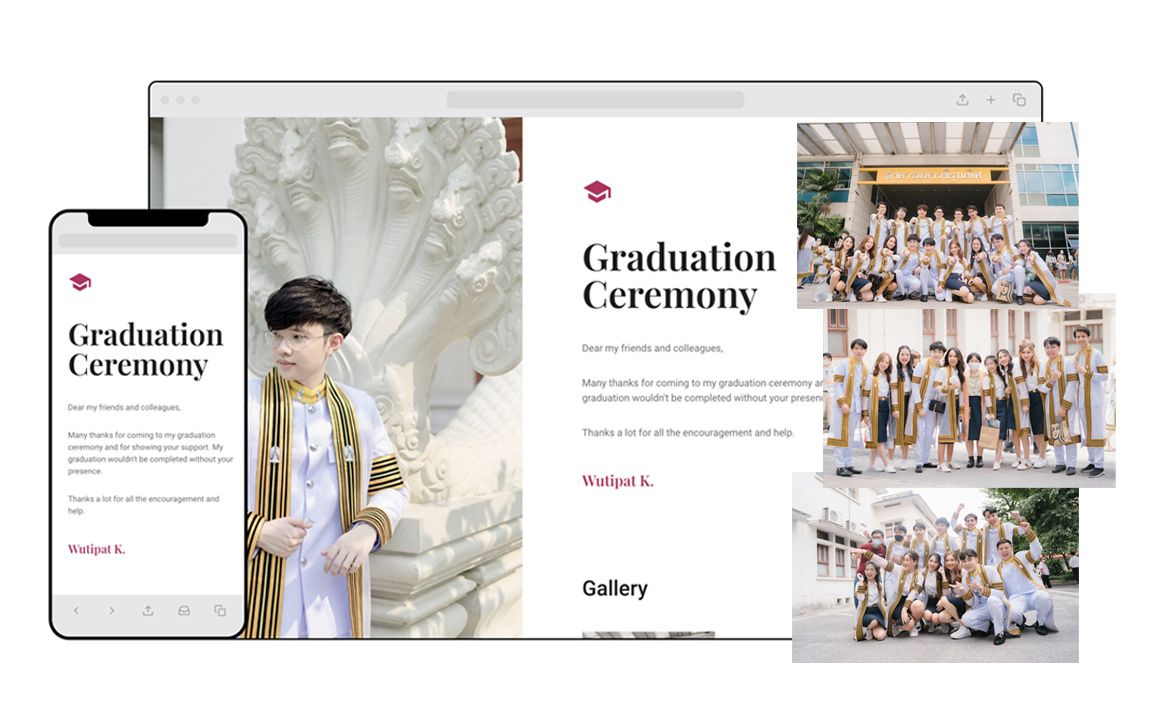 Graduation
Ceremony
Dear my friends and colleagues,
Many thanks for coming to my graduation
ceremony and for showing your support. My
graduation wouldn't be completed without your
presence.
Thanks a lot for all the encouragement and
help.
Wutipat K.
Graduation
Ceremony
Dear my friends and colleagues,
Many thanks for coming to my graduation ceremony
graduation wouldn't be completed without your
Thanks a lot for all the encouragement and help.
Wutipat K.
Gallery